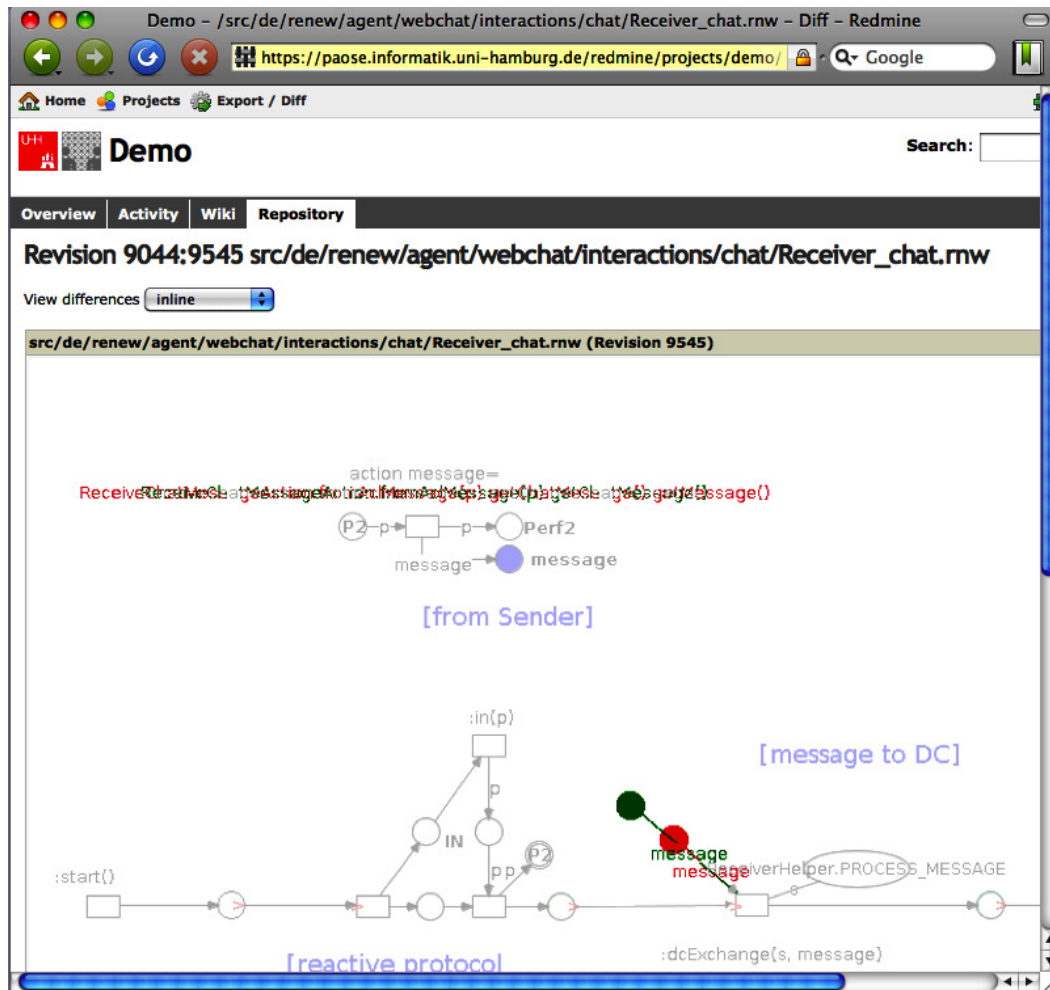 Demo – /src/de/renew/agent/webchat/interactions/chat/Receiver_chat.rnw – Diff – Redmine
https://paose.informatik.uni-hamburg.de/redmine/projects/demo/
Google
Home Projects Export / Diff
UHH
Demo
Search:
Overview Activity Wiki Repository
Revision 9044:9545 src/de/renew/agent/webchat/interactions/chat/Receiver_chat.rnw
View differences inline
src/de/renew/agent/webchat/interactions/chat/Receiver_chat.rnw (Revision 9545)
action message=
P2 p p Perf2
message message
[from Sender]
:in(p)
[message to DC]
p
IN
P2
message
p p
message
:start()
s
:dcExchange(s, message)
[reactive protocol